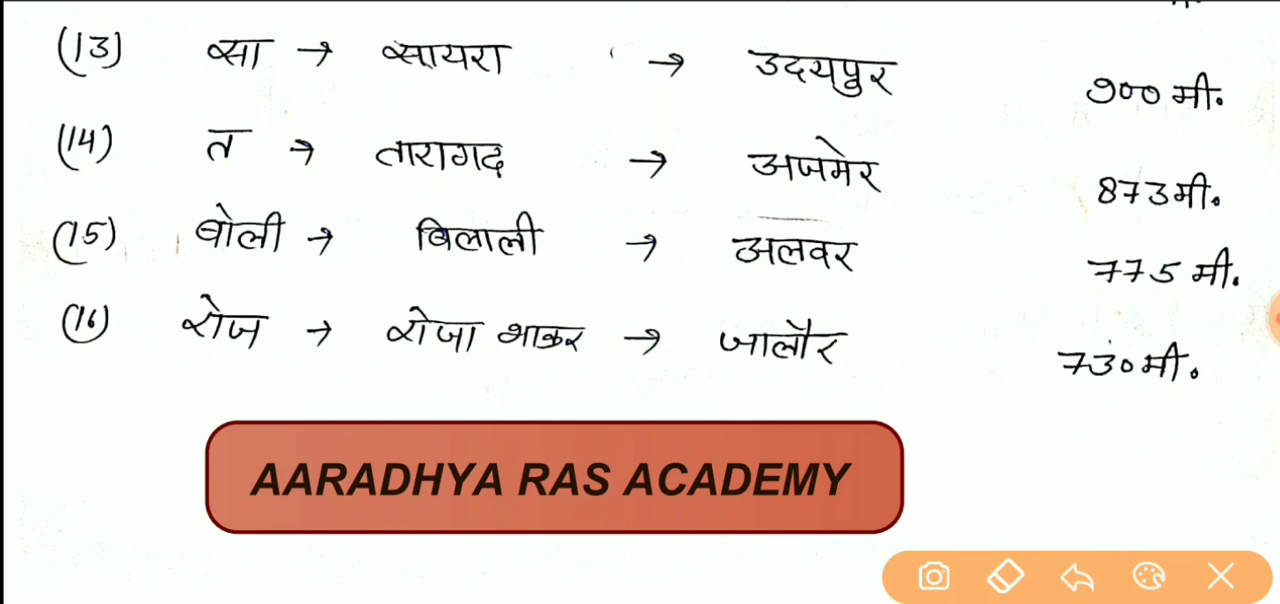 (13) सा → सायरा → उदयपुर 900 मी.
(14) त → तारागढ → अजमेर 873 मी.
(15) बोली → बिलाली → अलवर 775 मी.
(16) रोज → रोजा भाकर → जालौर 730 मी.
AARADHYA RAS ACADEMY